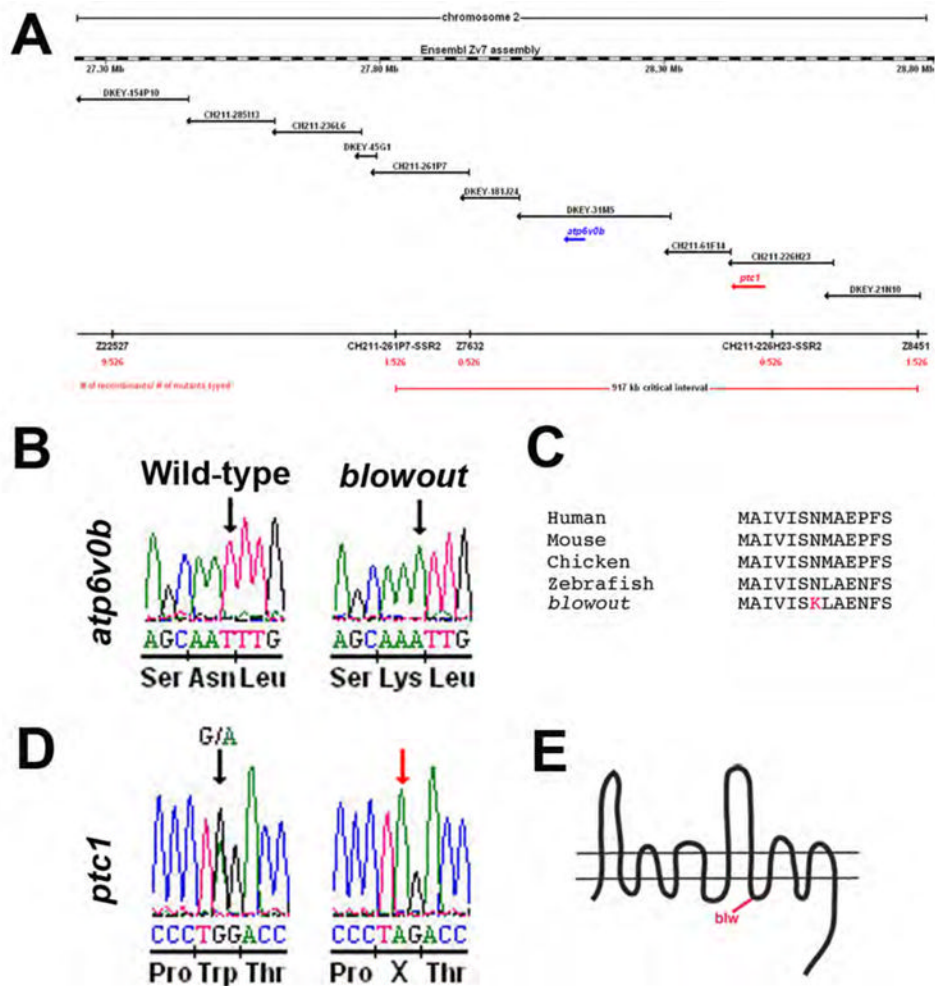 A
chromosome 2
Ensembl Zv7 assembly
27.30 Mb 27.80 Mb 28.30 Mb 28.80 Mb
DKEY-154P10
CH211-285I13
CH211-236L6
DKEY-45G1
CH211-261P7
DKEY-181J24
DKEY-31M5
atp6v0b
CH211-61F14
CH211-226H23
ptc1
DKEY-21N10
Z22527 CH211-261P7-SSR2 Z7632 CH211-226H23-SSR2 Z8451
9/526 1/526 0/526 0/526 1/526
# of recombinants/ # of mutants typed
917 kb critical interval
B
Wild-type blowout
atp6v0b
AGCAATTTG AGCAAATTG
Ser Asn Leu Ser Lys Leu
C
Human MAIVISNMAEPFS
Mouse MAIVISNMAEPFS
Chicken MAIVISNMAEPFS
Zebrafish MAIVISNLAENFS
blowout MAIVISKLAENFS
D
G/A
ptc1
CCCTGGACC CCCTAGACC
Pro Trp Thr Pro X Thr
E
blw